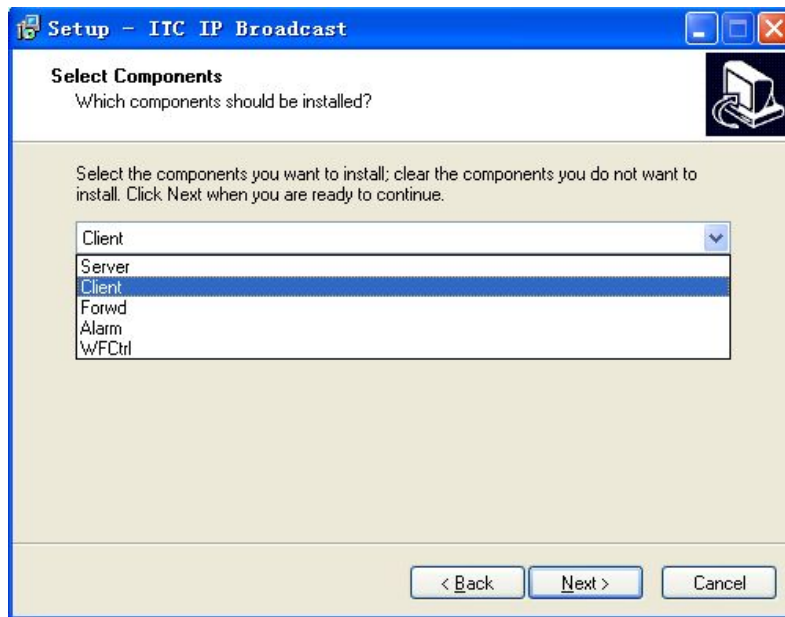 Setup - ITC IP Broadcast
Select Components
Which components should be installed?
Select the components you want to install; clear the components you do not want to
install. Click Next when you are ready to continue.
Client
Server
Client
Forwd
Alarm
WFCtrl
< Back
Next >
Cancel